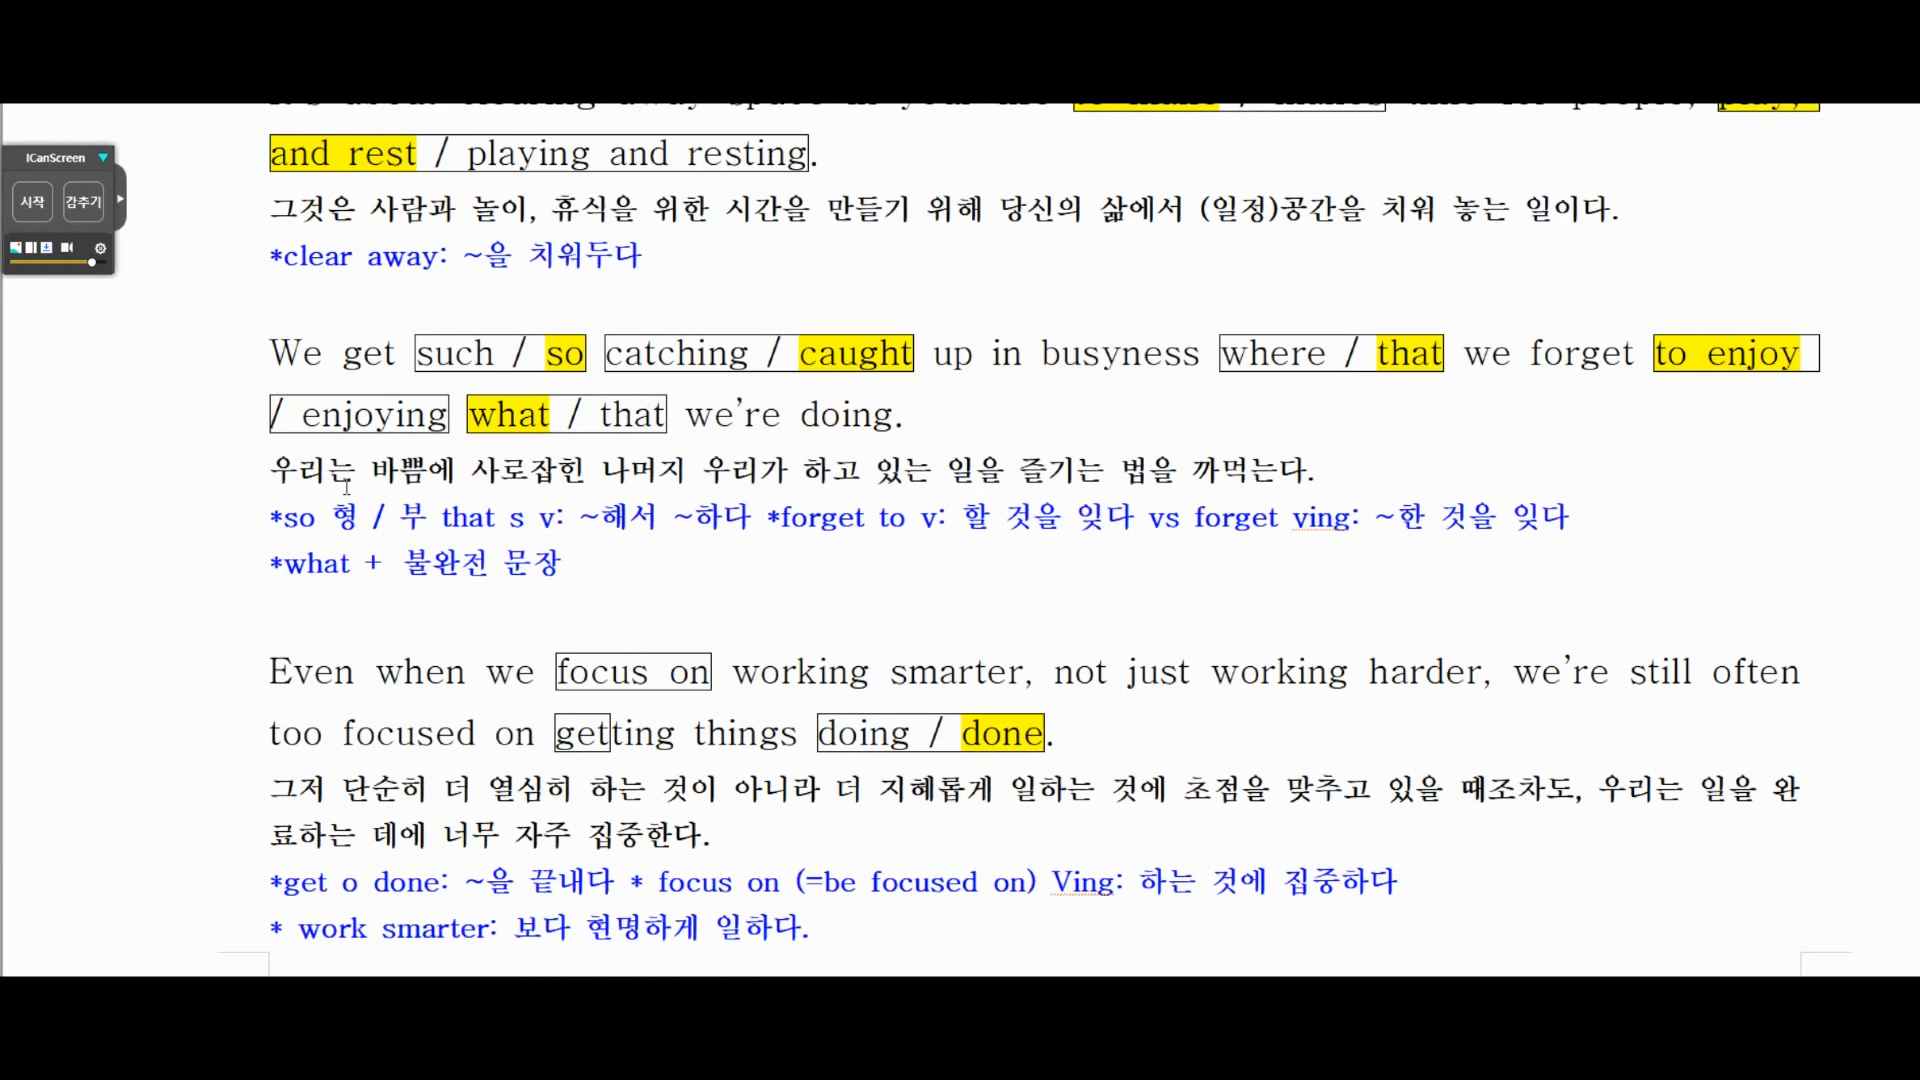 and rest / playing and resting.
그것은 사람과 놀이, 휴식을 위한 시간을 만들기 위해 당신의 삶에서 (일정)공간을 치워 놓는 일이다.
*clear away: ~을 치워두다
We get such / so catching / caught up in busyness where / that we forget to enjoy
/ enjoying what / that we’re doing.
우리는 바쁨에 사로잡힌 나머지 우리가 하고 있는 일을 즐기는 법을 까먹는다.
*so 형 / 부 that s v: ~해서 ~하다 *forget to v: 할 것을 잊다 vs forget ving: ~한 것을 잊다
*what + 불완전 문장
Even when we focus on working smarter, not just working harder, we’re still often
too focused on getting things doing / done.
그저 단순히 더 열심히 하는 것이 아니라 더 지혜롭게 일하는 것에 초점을 맞추고 있을 때조차도, 우리는 일을 완
료하는 데에 너무 자주 집중한다.
*get o done: ~을 끝내다 * focus on (=be focused on) Ving: 하는 것에 집중하다
* work smarter: 보다 현명하게 일하다.
ICanScreen
시작 감추기